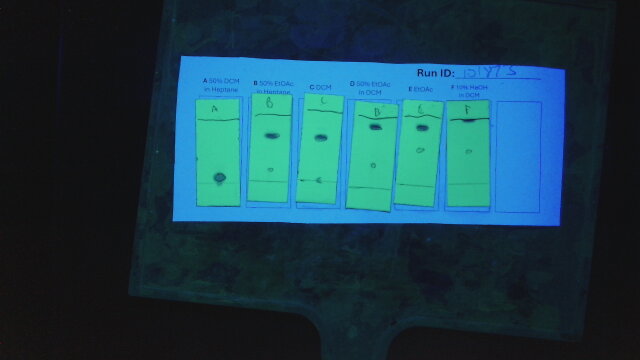 Run ID: 101473
A 50% DCM in Heptane
B 50% EtOAc in Heptane
C DCM
D 50% EtOAc in DCM
E EtOAc
F 10% MeOH in DCM
A B C D E F